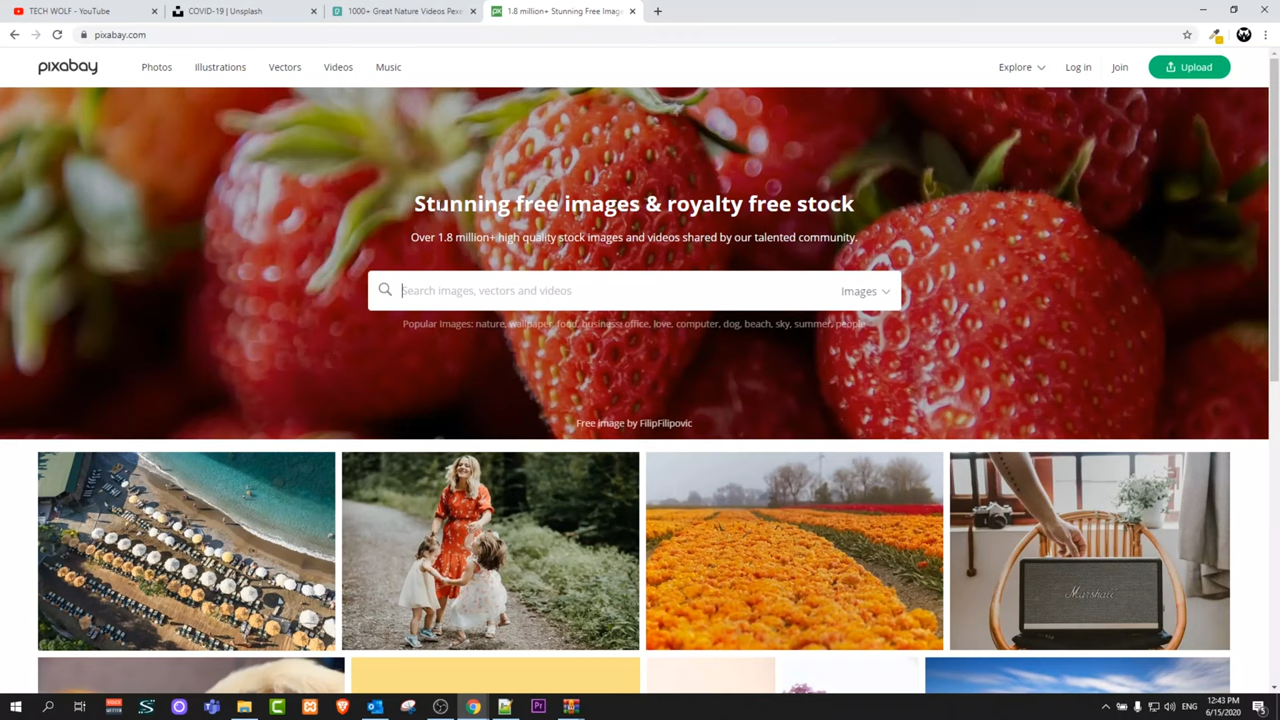 TECH WOLF - YouTube
COVID-19 | Unsplash
1000+ Great Nature Videos Pexe
1.8 million+ Stunning Free Imag
pixabay.com
pixabay
Photos
Illustrations
Vectors
Videos
Music
Explore
Log in
Join
Upload
Stunning free images & royalty free stock
Over 1.8 million+ high quality stock images and videos shared by our talented community.
Search images, vectors and videos
Images
Popular Images: nature, wallpaper, food, business, office, love, computer, dog, beach, sky, summer, people
Free image by FilipFilipovic
Marshall
ENG
12:43 PM
6/15/2020